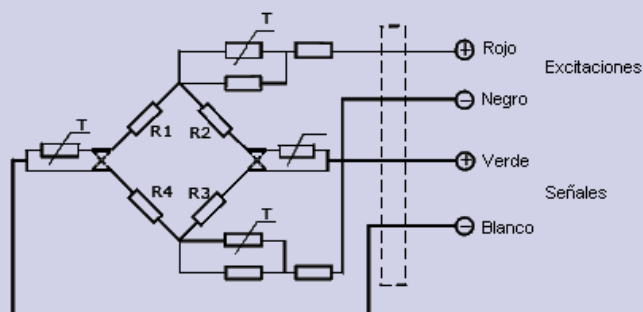 T
Rojo
Excitaciones
Negro
T
R1
R2
Verde
R4
R3
Señales
T
Blanco